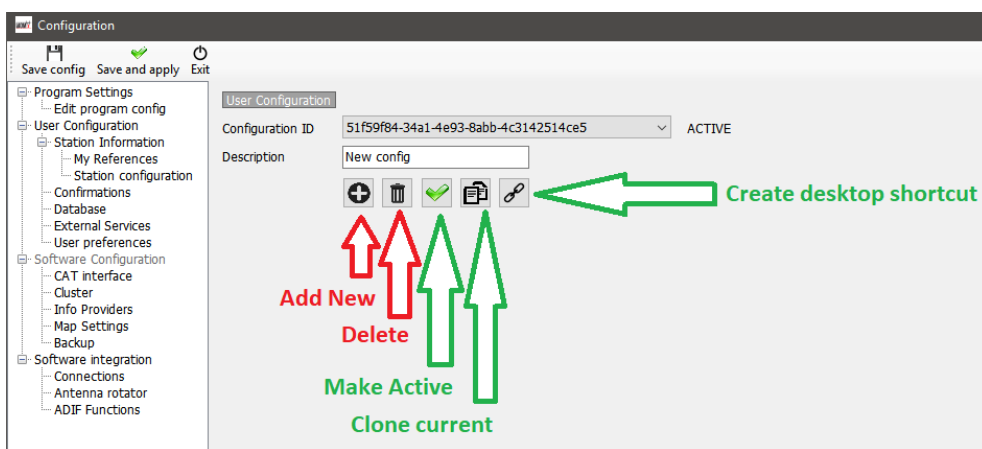 Configuration
Save config Save and apply Exit
Program Settings
Edit program config
User Configuration
Station Information
My References
Station configuration
Confirmations
Database
External Services
User preferences
Software Configuration
CAT interface
Cluster
Info Providers
Map Settings
Backup
Software integration
Connections
Antenna rotator
ADIF Functions
User Configuration
Configuration ID 51f59f84-34a1-4e93-8abb-4c3142514ce5 ACTIVE
Description New config
Create desktop shortcut
Add New
Delete
Make Active
Clone current